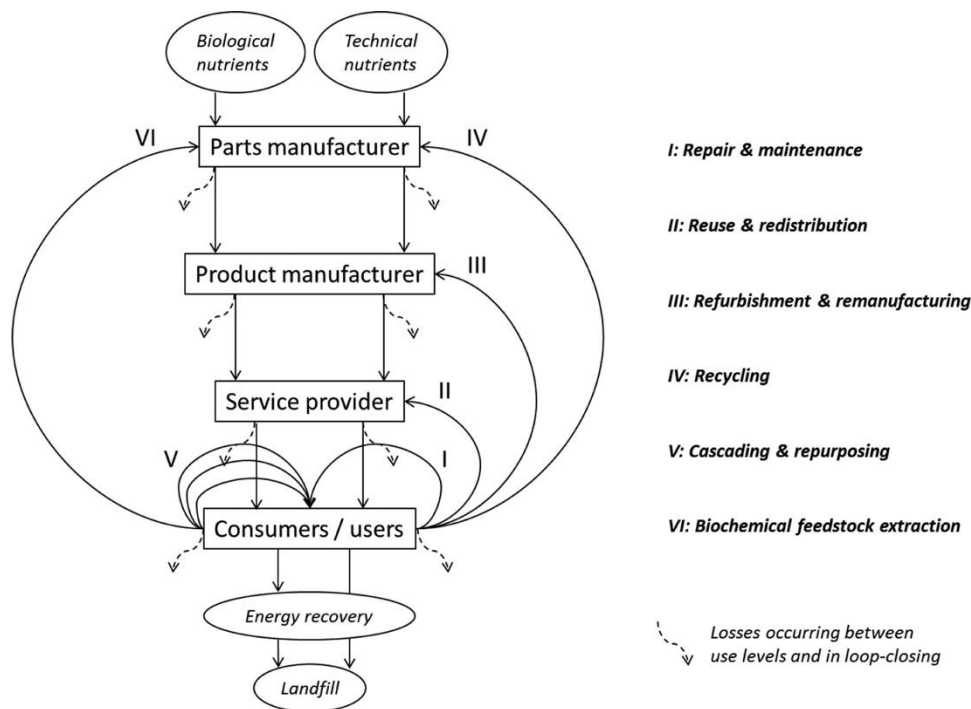 Biological
nutrients
Technical
nutrients
VI
IV
Parts manufacturer
I: Repair & maintenance
II: Reuse & redistribution
Product manufacturer
III
III: Refurbishment & remanufacturing
IV: Recycling
Service provider
II
V
I
V: Cascading & repurposing
Consumers / users
VI: Biochemical feedstock extraction
Energy recovery
Losses occurring between
use levels and in loop-closing
Landfill